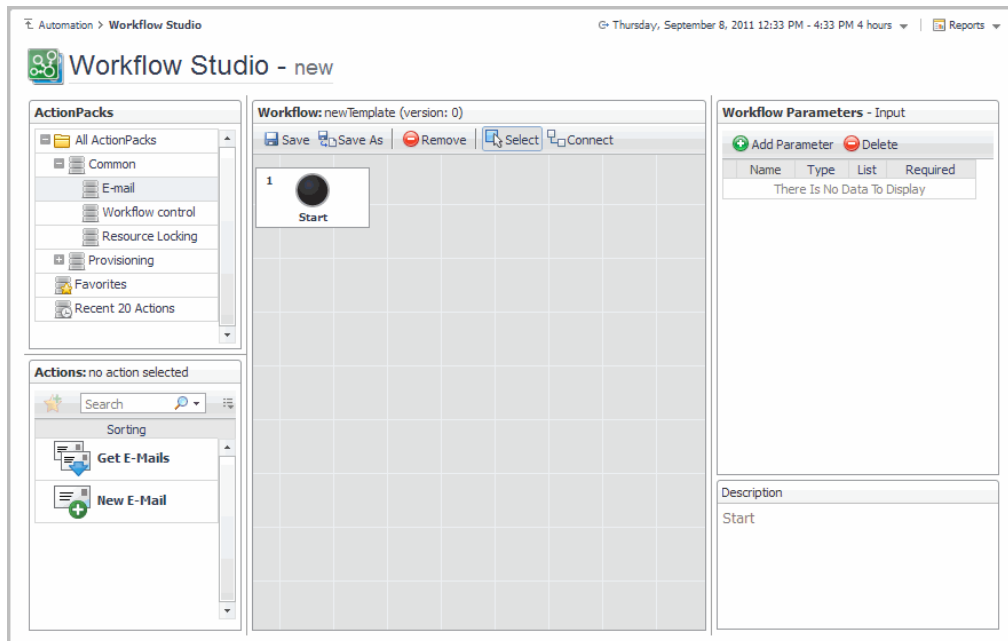 Automation > Workflow Studio
Thursday, September 8, 2011 12:33 PM - 4:33 PM 4 hours
Reports
Workflow Studio - new
ActionPacks
All ActionPacks
Common
E-mail
Workflow control
Resource Locking
Provisioning
Favorites
Recent 20 Actions
Actions: no action selected
Search
Sorting
Get E-Mails
New E-Mail
Workflow: newTemplate (version: 0)
Save Save As Remove Select Connect
1
Start
Workflow Parameters - Input
Add Parameter Delete
Name Type List Required
There Is No Data To Display
Description
Start